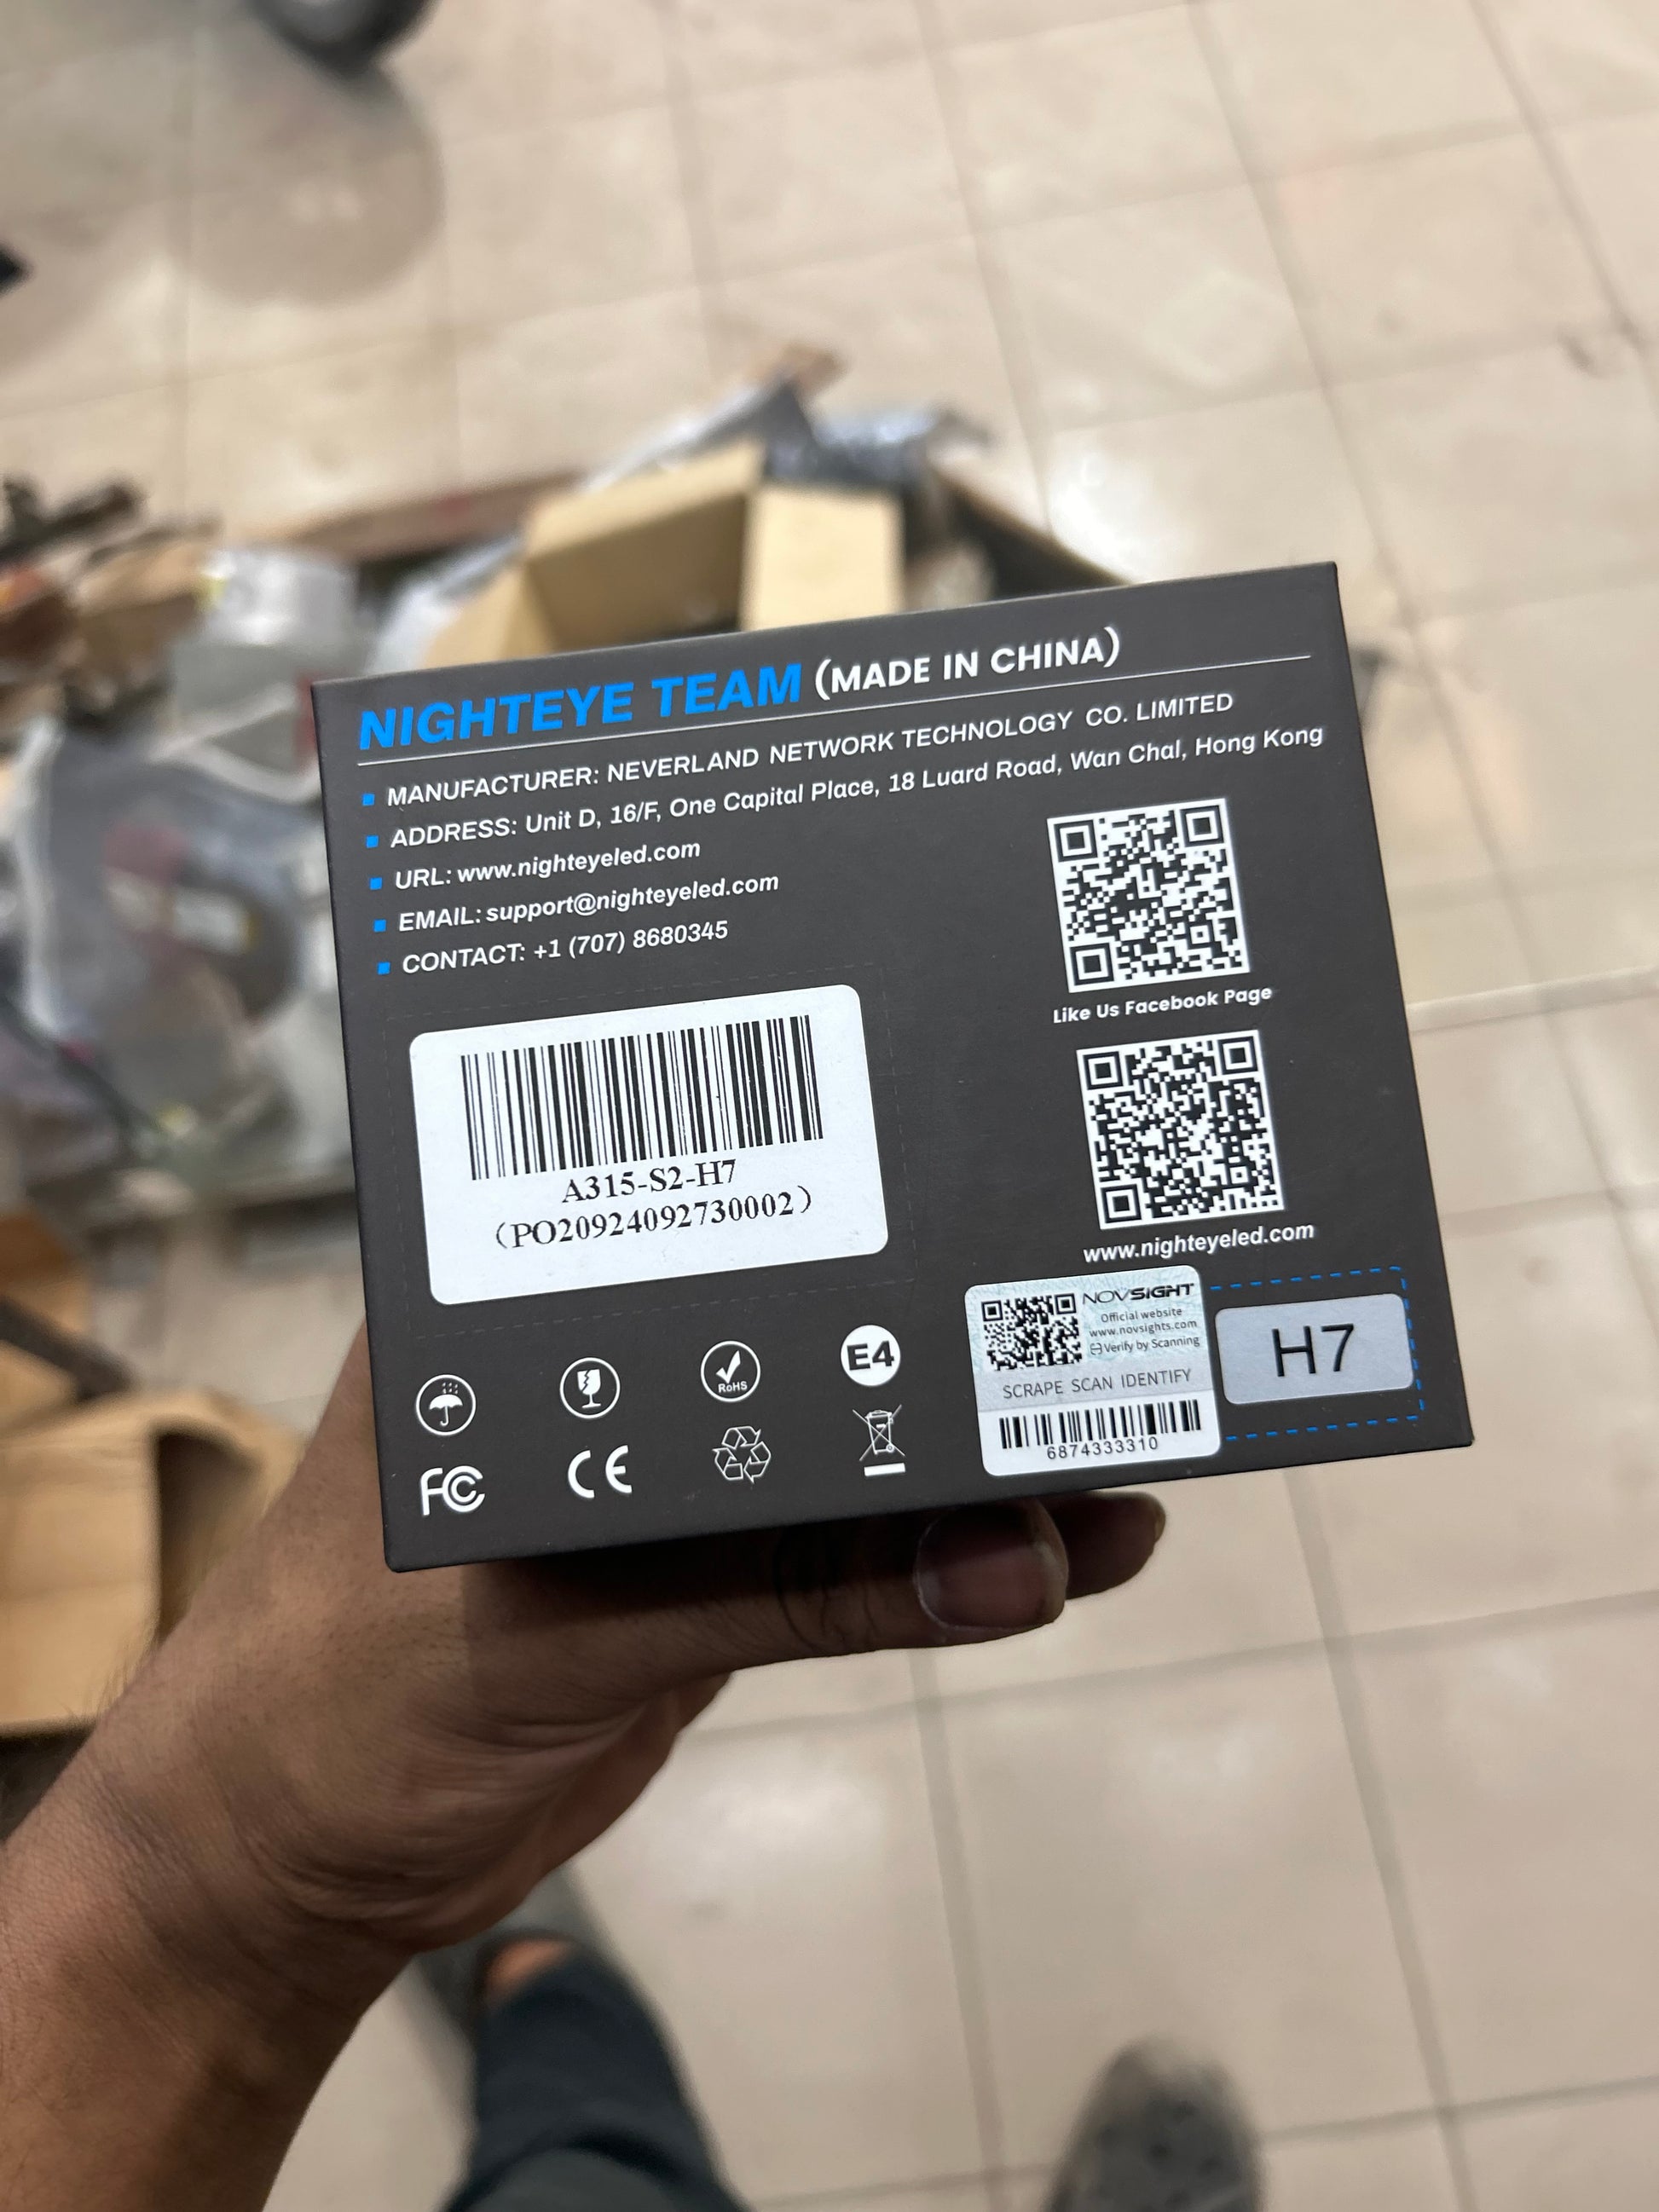 NIGHTEYE TEAM (MADE IN CHINA)
MANUFACTURER: NEVERLAND NETWORK TECHNOLOGY CO. LIMITED
ADDRESS: Unit D, 16/F, One Capital Place, 18 Luard Road, Wan Chal, Hong Kong
URL: www.nighteyeled.com
EMAIL: support@nighteyeled.com
CONTACT: +1 (707) 8680345
Like Us Facebook Page
A315-S2-H7
(PO20924092730002)
www.nighteyeled.com
RoHS
E4
FC
CE
NOVSIGHT
Official website
www.novsights.com
Verify by Scanning
SCRAPE SCAN IDENTIFY
6874333310
H7